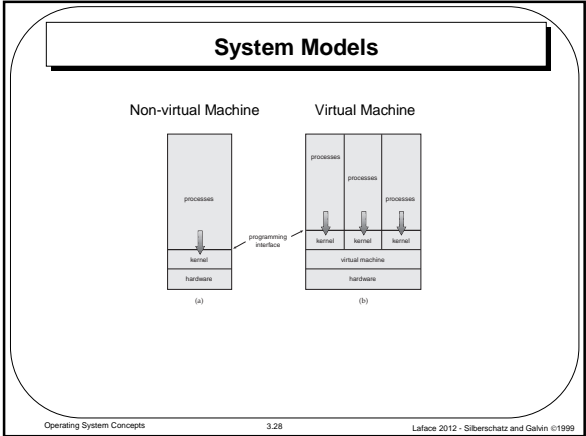 System Models
Non-virtual Machine
Virtual Machine
processes
programming
interface
kernel
hardware
(a)
processes
processes
processes
kernel
kernel
kernel
virtual machine
hardware
(b)
Operating System Concepts
3.28
Laface 2012 - Silberschatz and Galvin ©1999